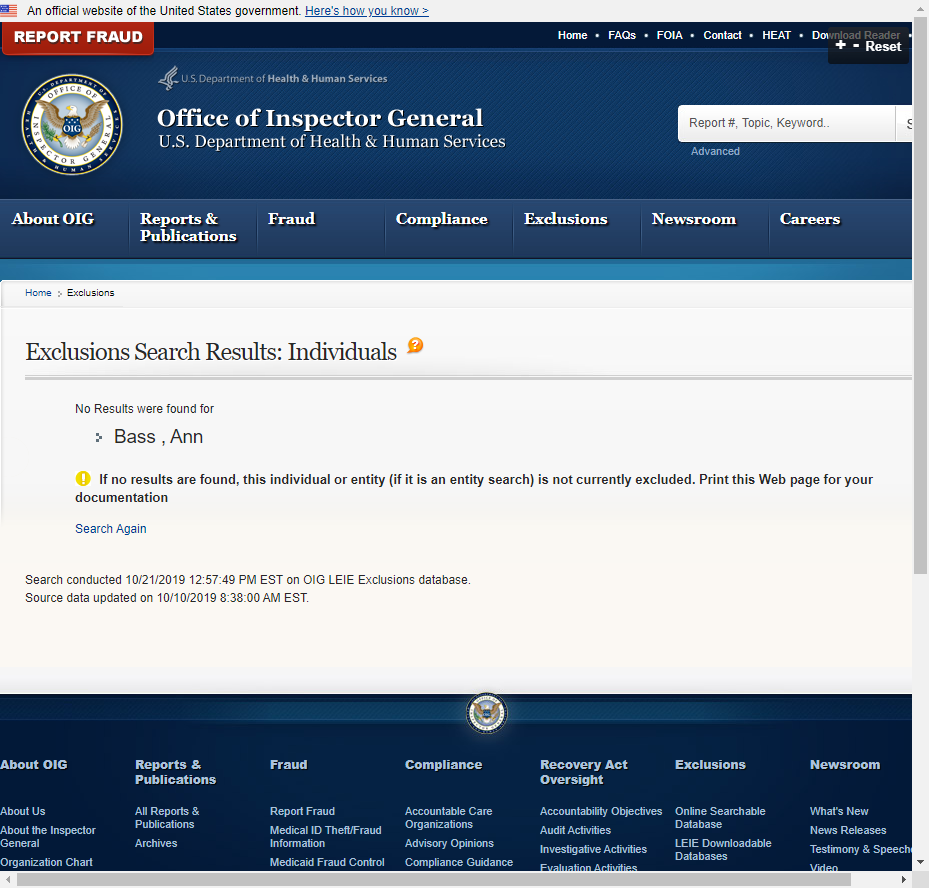 An official website of the United States government. Here's how you know >
REPORT FRAUD
Home • FAQs • FOIA • Contact • HEAT • Download Reader •
+ - Reset
U.S. Department of Health & Human Services
OFFICE OF INSPECTOR GENERAL
OIG
Office of Inspector General
U.S. Department of Health & Human Services
Report #, Topic, Keyword..
S
Advanced
About OIG
Reports &
Publications
Fraud
Compliance
Exclusions
Newsroom
Careers
Home
Exclusions
Exclusions Search Results: Individuals
?
No Results were found for
Bass , Ann
! If no results are found, this individual or entity (if it is an entity search) is not currently excluded. Print this Web page for your
documentation
Search Again
Search conducted 10/21/2019 12:57:49 PM EST on OIG LEIE Exclusions database.
Source data updated on 10/10/2019 8:38:00 AM EST.
About OIG
About Us
About the Inspector
General
Organization Chart
Reports &
Publications
All Reports &
Publications
Archives
Fraud
Report Fraud
Medical ID Theft/Fraud
Information
Medicaid Fraud Control
Compliance
Accountable Care
Organizations
Advisory Opinions
Compliance Guidance
Recovery Act
Oversight
Accountability Objectives
Audit Activities
Investigative Activities
Evaluation Activities
Exclusions
Online Searchable
Database
LEIE Downloadable
Databases
Newsroom
What's New
News Releases
Testimony & Speeche
Video